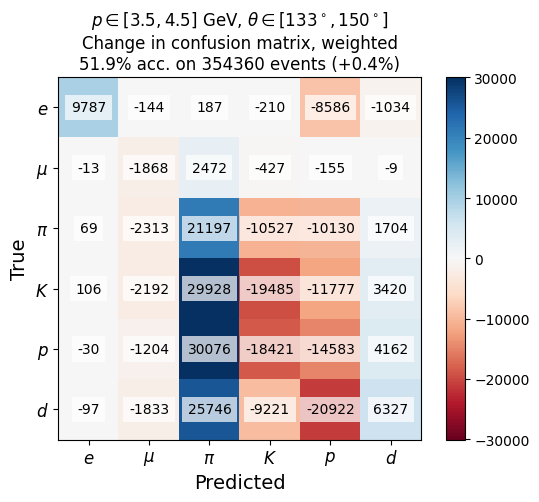 p ∈ [3.5, 4.5] GeV, θ ∈ [133°, 150°]
Change in confusion matrix, weighted
51.9% acc. on 354360 events (+0.4%)
True
e 9787 -144 187 -210 -8586 -1034
μ -13 -1868 2472 -427 -155 -9
π 69 -2313 21197 -10527 -10130 1704
K 106 -2192 29928 -19485 -11777 3420
p -30 -1204 30076 -18421 -14583 4162
d -97 -1833 25746 -9221 -20922 6327
e μ π K p d
Predicted
30000
20000
10000
0
−10000
−20000
−30000